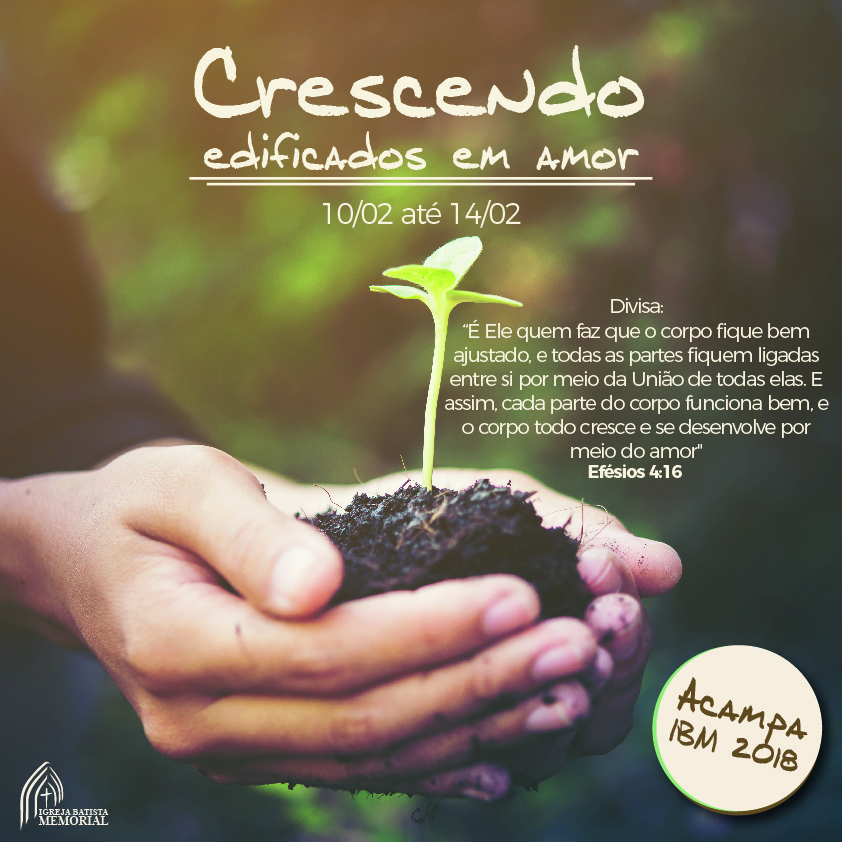 Crescendo
edificados em amor
10/02 até 14/02
Divisa:
“É Ele quem faz que o corpo fique bem
ajustado, e todas as partes fiquem ligadas
entre si por meio da União de todas elas. E
assim, cada parte do corpo funciona bem, e
o corpo todo cresce e se desenvolve por
meio do amor"
Efésios 4:16
Acampa
IBM 2018
IGREJA BATISTA
MEMORIAL